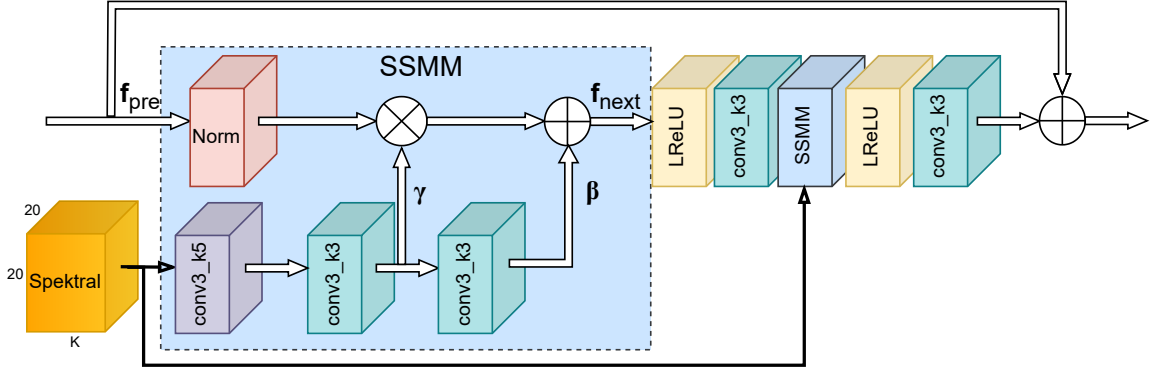 SSMM
fpre
fnext
Norm
LReLU
conv3_k3
SSMM
LReLU
conv3_k3
γ
β
20
20
Spektral
K
conv3_k5
conv3_k3
conv3_k3